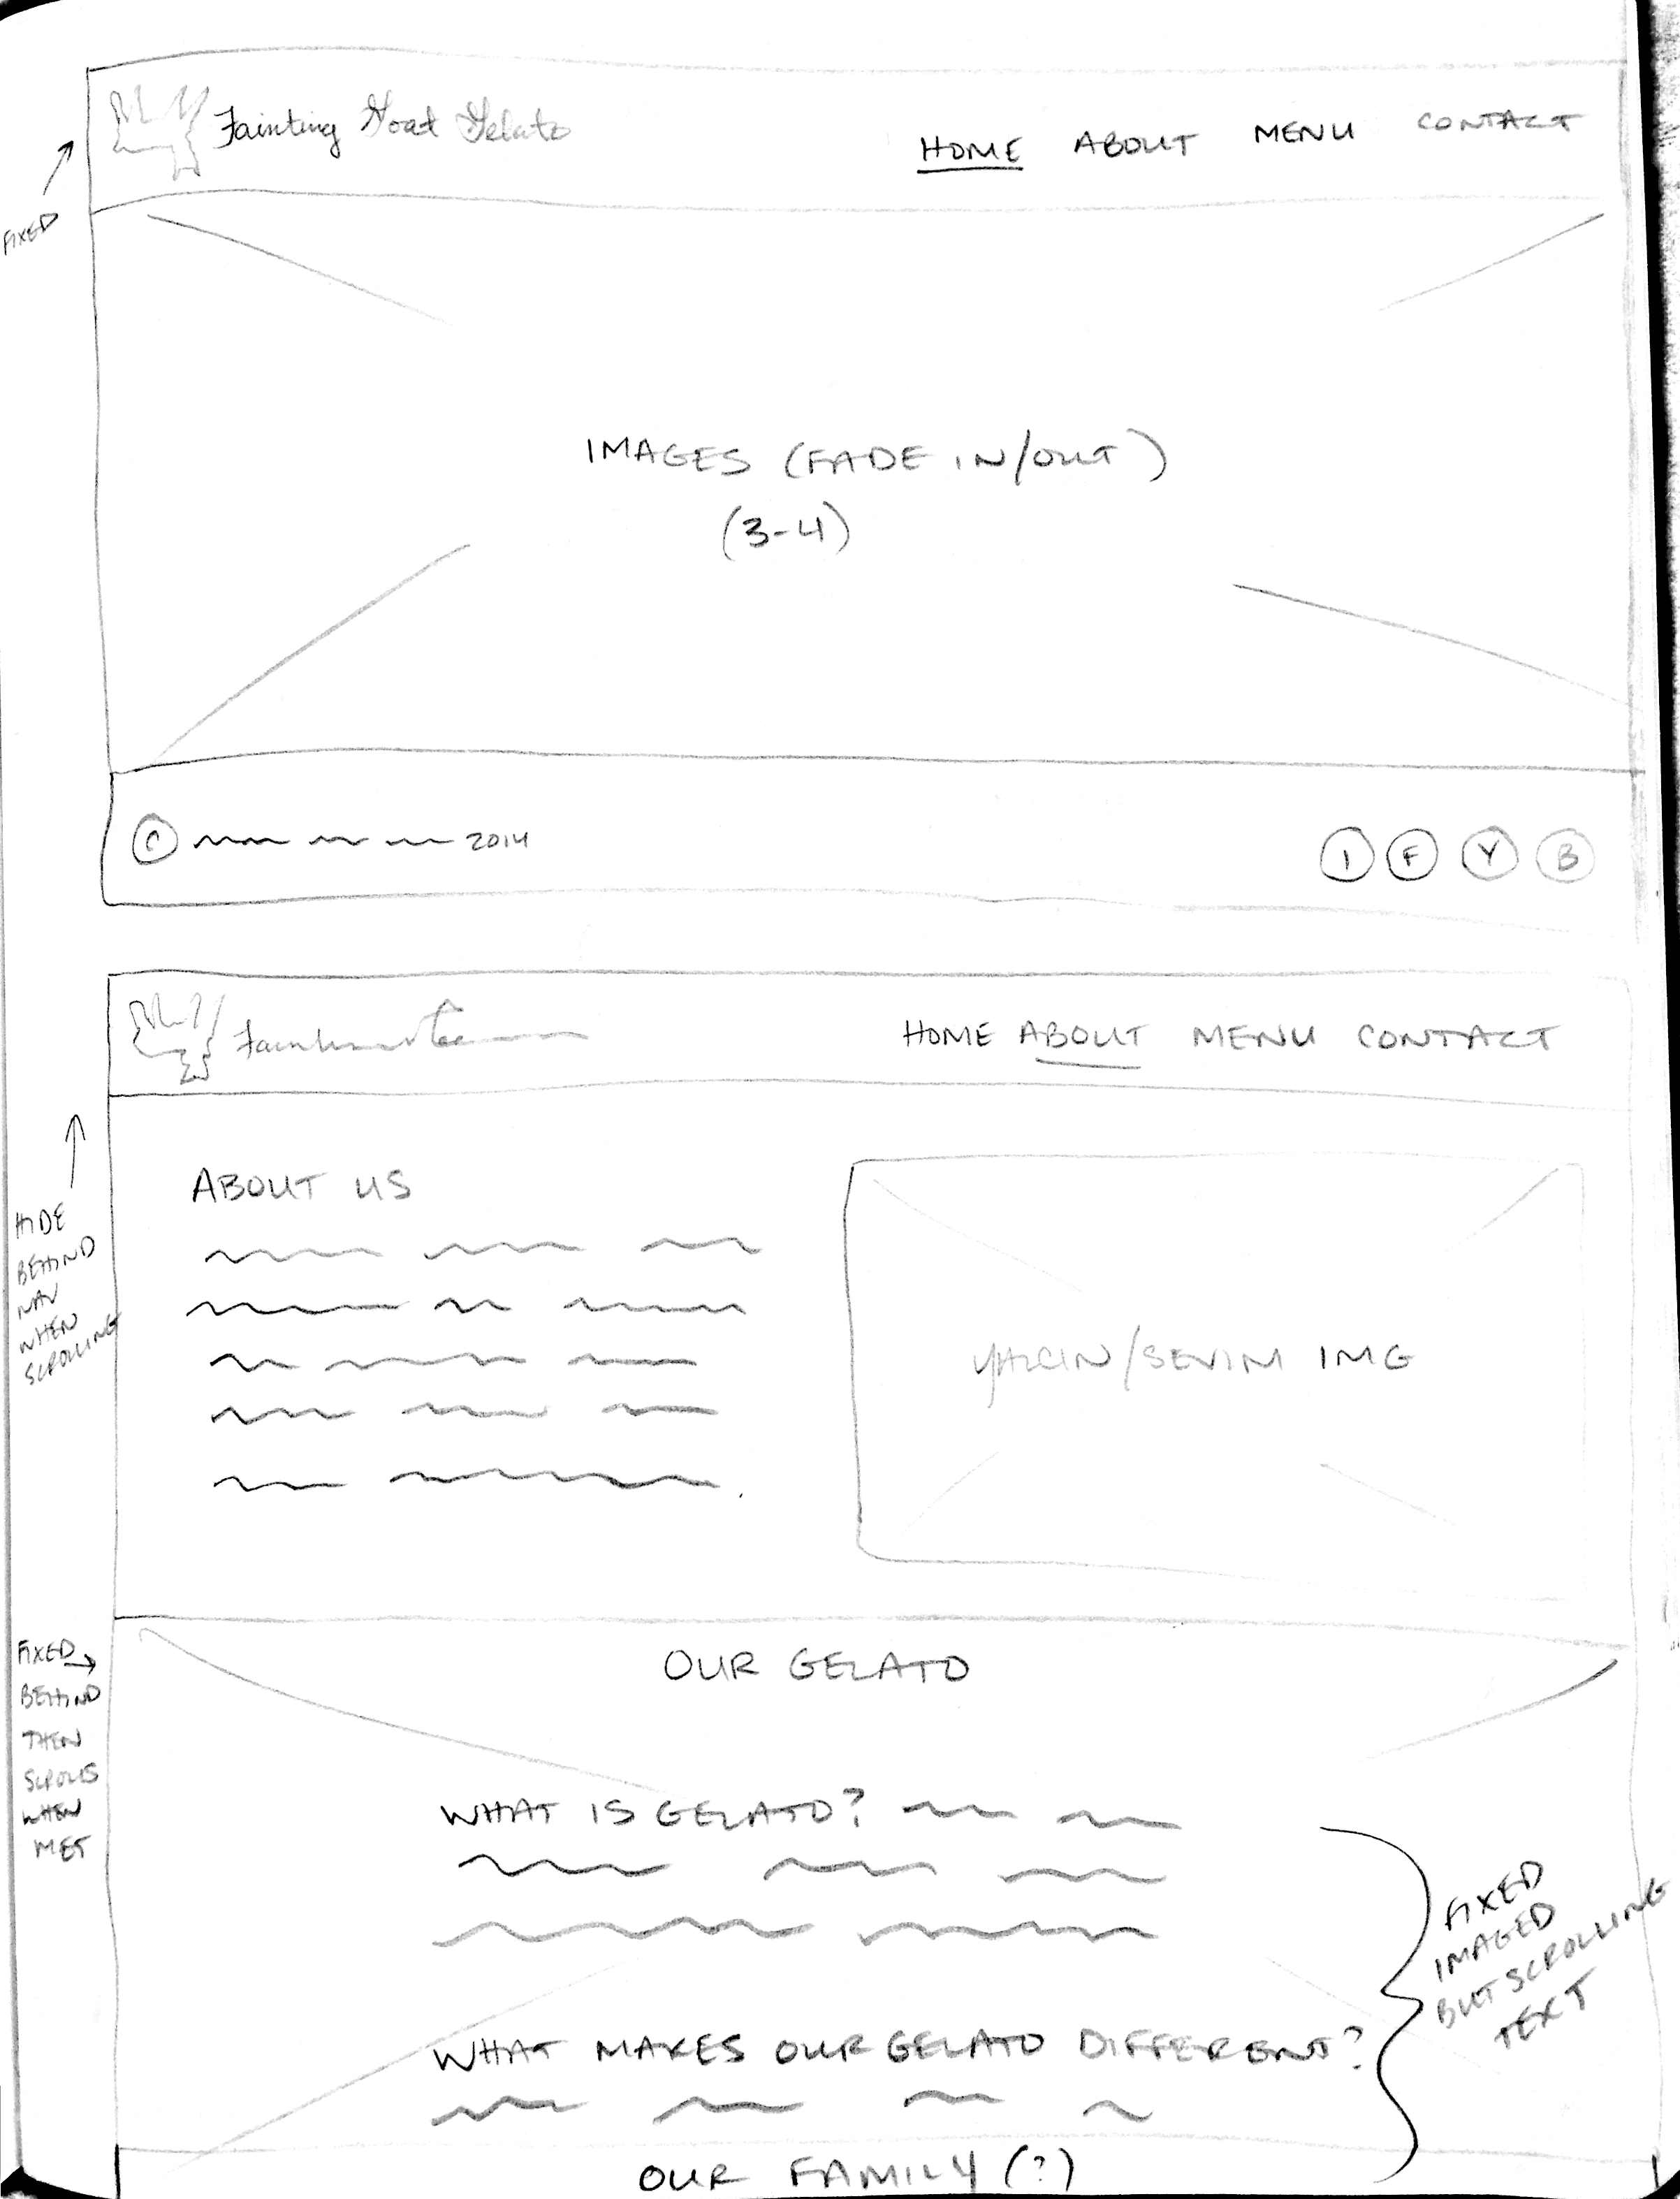 Fainting Goat Gelato
HOME ABOUT MENU CONTACT
FIXED
IMAGES (FADE IN/OUT)
(3-4)
© 2014
I F Y B
HOME ABOUT MENU CONTACT
HIDE
BEHIND
NAV
WHEN
SCROLLING
ABOUT US
YALCIN/SEVIM IMG
FIXED
BEHIND
THEN
SCROLLS
WHEN
MET
OUR GELATO
WHAT IS GELATO?
WHAT MAKES OUR GELATO DIFFERENT?
FIXED
IMAGED
BUT SCROLLING
TEXT
OUR FAMILY (?)